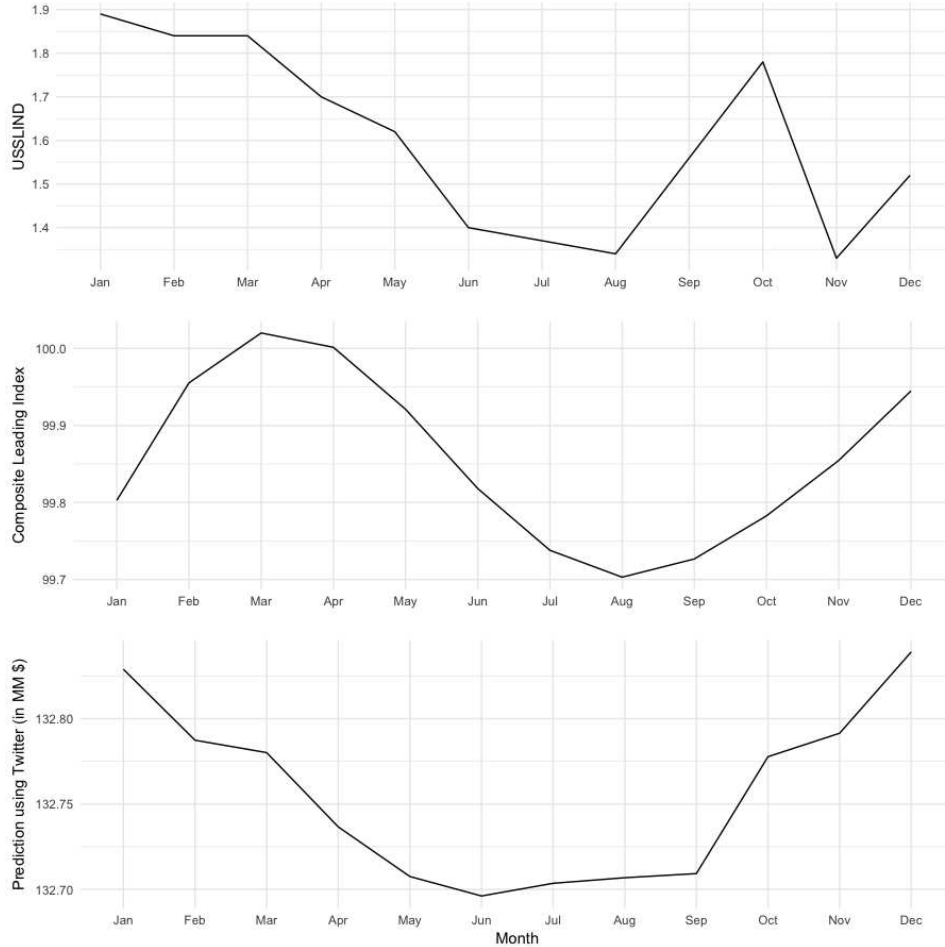 USSLIND
1.9
1.8
1.7
1.6
1.5
1.4
Jan Feb Mar Apr May Jun Jul Aug Sep Oct Nov Dec
Composite Leading Index
100.0
99.9
99.8
99.7
Jan Feb Mar Apr May Jun Jul Aug Sep Oct Nov Dec
Prediction using Twitter (in MM $)
132.80
132.75
132.70
Jan Feb Mar Apr May Jun Jul Aug Sep Oct Nov Dec
Month